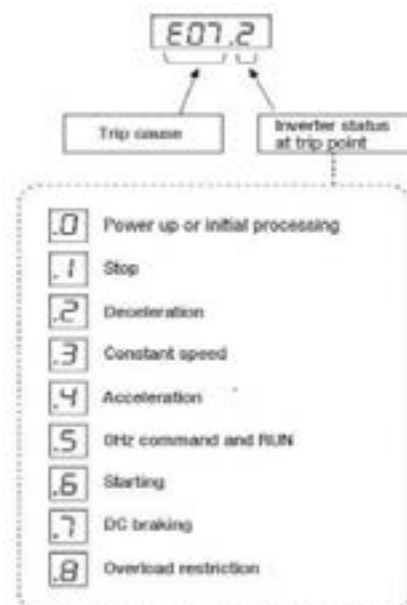 E07.2
Trip cause
Inverter status
at trip point
.0 Power up or initial processing
.1 Stop
.2 Deceleration
.3 Constant speed
.4 Acceleration
.5 0Hz command and RUN
.6 Starting
.7 DC braking
.8 Overload restriction